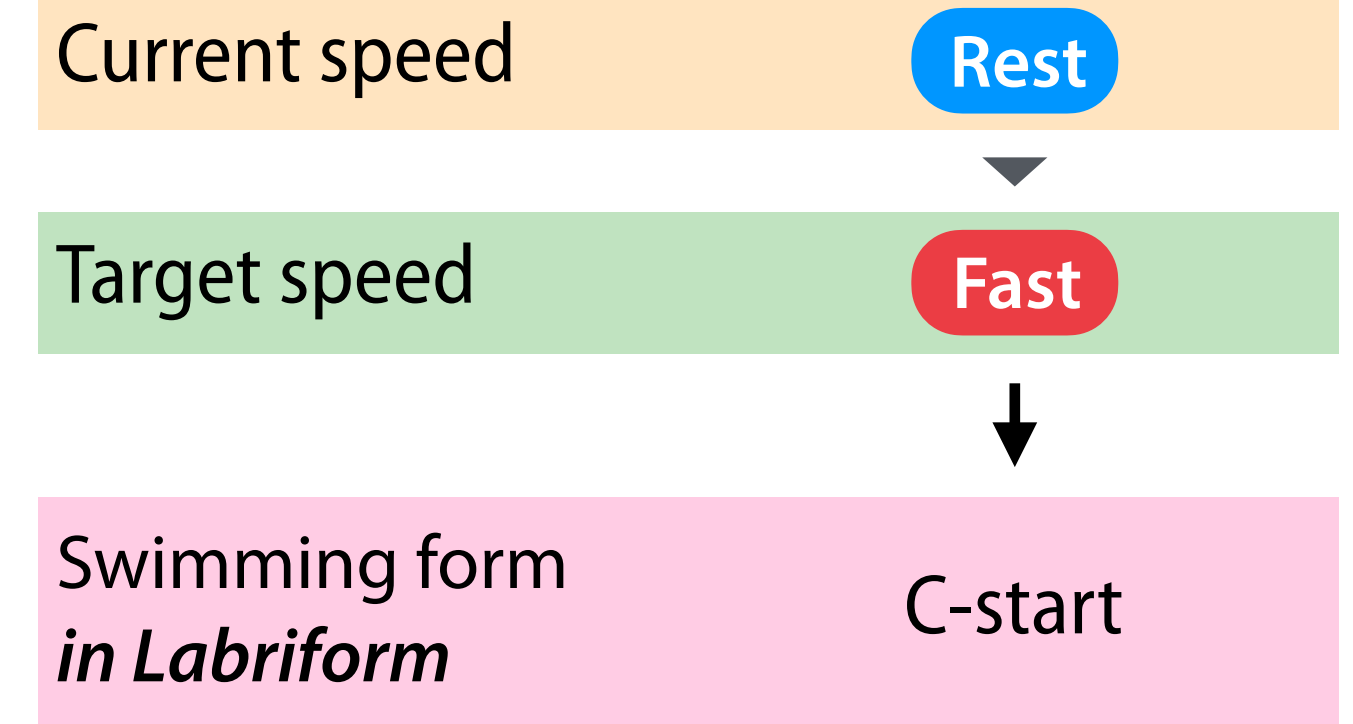 Current speed Rest
Target speed Fast
Swimming form
in Labriform
C-start